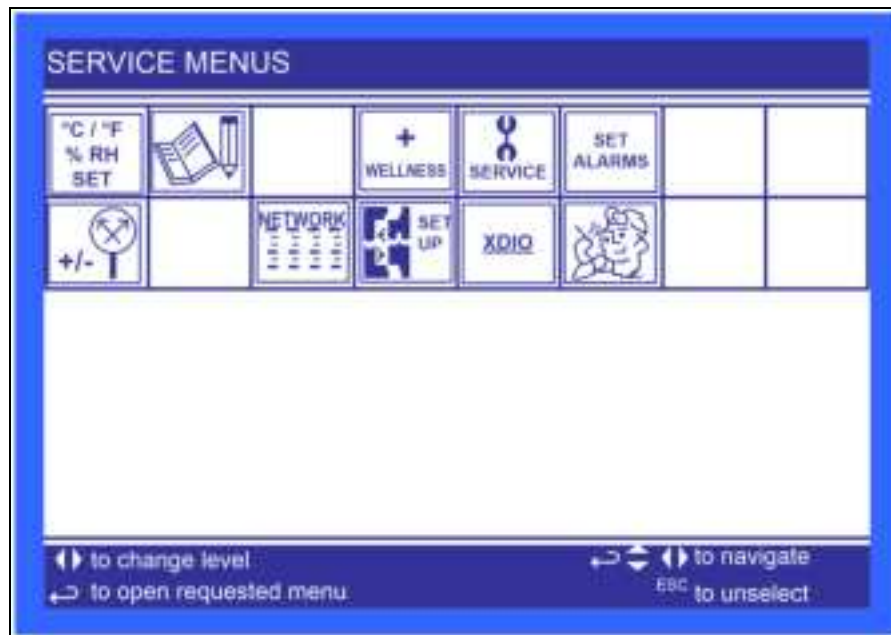 SERVICE MENUS
°C / °F
% RH
SET
+
WELLNESS
SERVICE
SET
ALARMS
+/-
NETWORK
SET
UP
XDIO
to change level
to navigate
to open requested menu
ESC to unselect